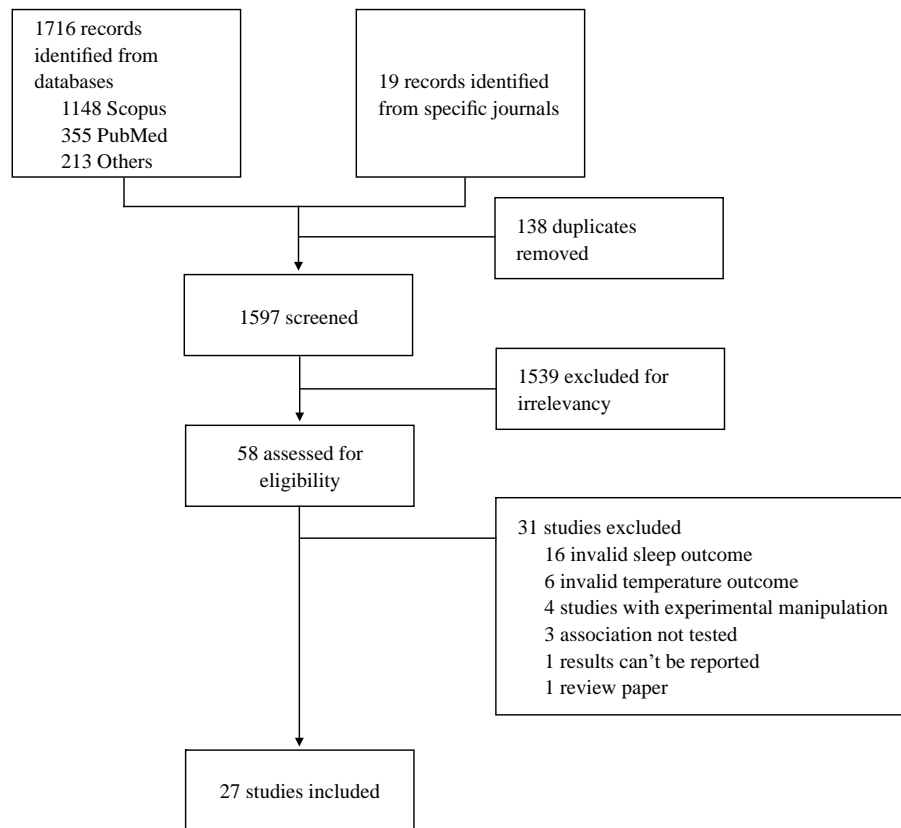 1716 records
identified from
databases
1148 Scopus
355 PubMed
213 Others
19 records identified
from specific journals
138 duplicates
removed
1597 screened
1539 excluded for
irrelevancy
58 assessed for
eligibility
31 studies excluded
16 invalid sleep outcome
6 invalid temperature outcome
4 studies with experimental manipulation
3 association not tested
1 results can’t be reported
1 review paper
27 studies included